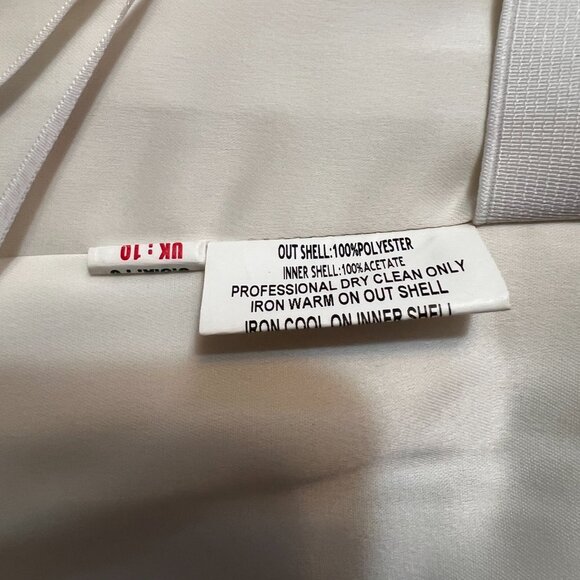 UK: 10
OUT SHELL:100%POLYESTER
INNER SHELL:100%ACETATE
PROFESSIONAL DRY CLEAN ONLY
IRON WARM ON OUT SHELL
IRON COOL ON INNER SHELL